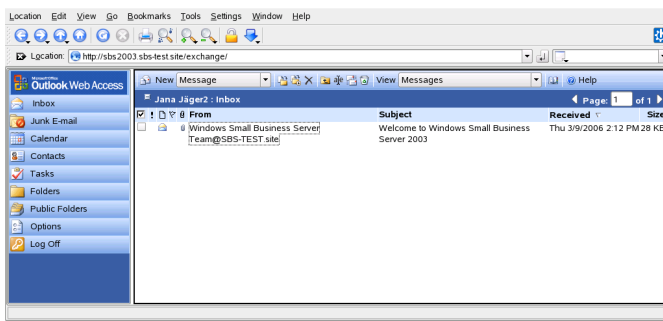 Location Edit View Go Bookmarks Tools Settings Window Help
Location: http://sbs2003.sbs-test.site/exchange/
Microsoft Office
Outlook Web Access
New Message View Messages Help
Jana Jäger2 : Inbox Page: 1 of 1
From Subject Received Size
Windows Small Business Server Team@SBS-TEST.site
Welcome to Windows Small Business Server 2003
Thu 3/9/2006 2:12 PM 28 KB
Inbox
Junk E-mail
Calendar
Contacts
Tasks
Folders
Public Folders
Options
Log Off